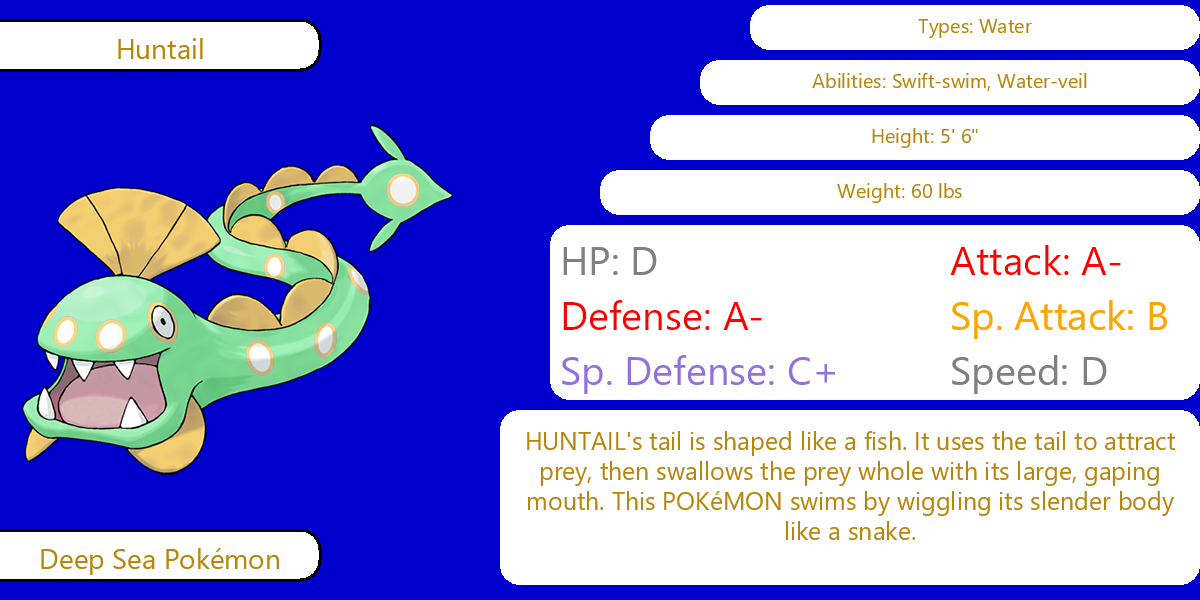 Huntail
Types: Water
Abilities: Swift-swim, Water-veil
Height: 5' 6"
Weight: 60 lbs
HP: D
Attack: A-
Defense: A-
Sp. Attack: B
Sp. Defense: C+
Speed: D
HUNTAIL's tail is shaped like a fish. It uses the tail to attract
prey, then swallows the prey whole with its large, gaping
mouth. This POKéMON swims by wiggling its slender body
like a snake.
Deep Sea Pokémon